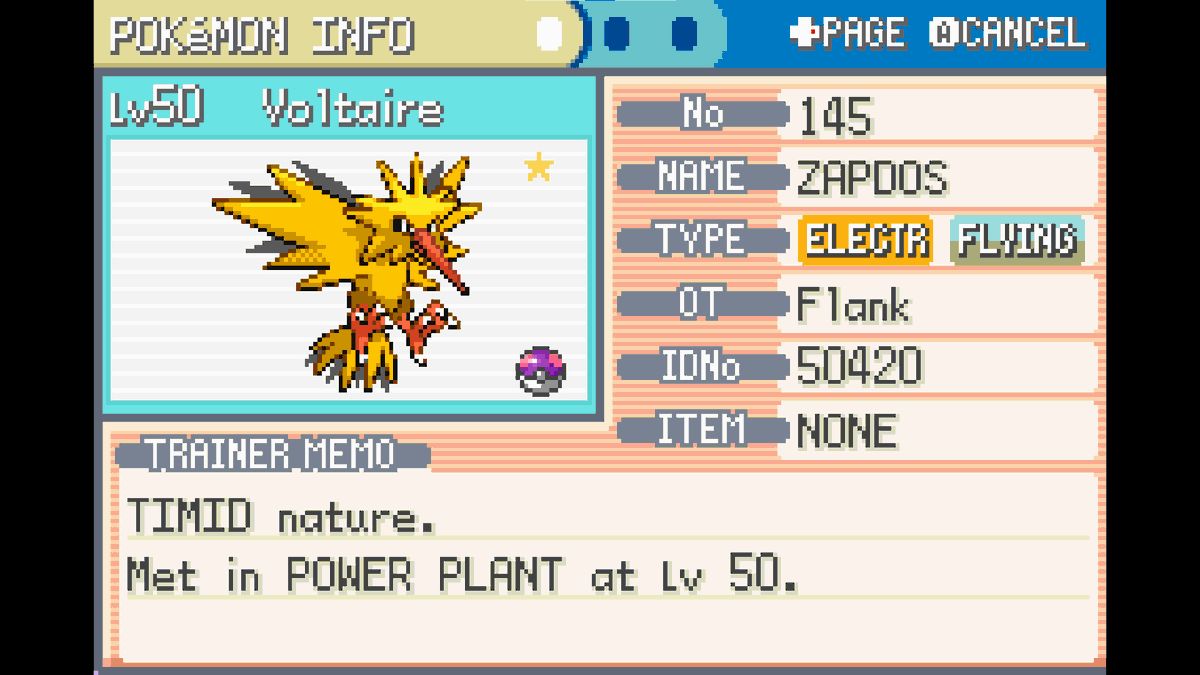 POKéMON INFO PAGE ACANCEL
Lv50 Voltaire
No 145
NAME ZAPDOS
TYPE ELECTR FLYING
OT Flank
IDNo 50420
ITEM NONE
TRAINER MEMO
TIMID nature.
Met in POWER PLANT at Lv 50.